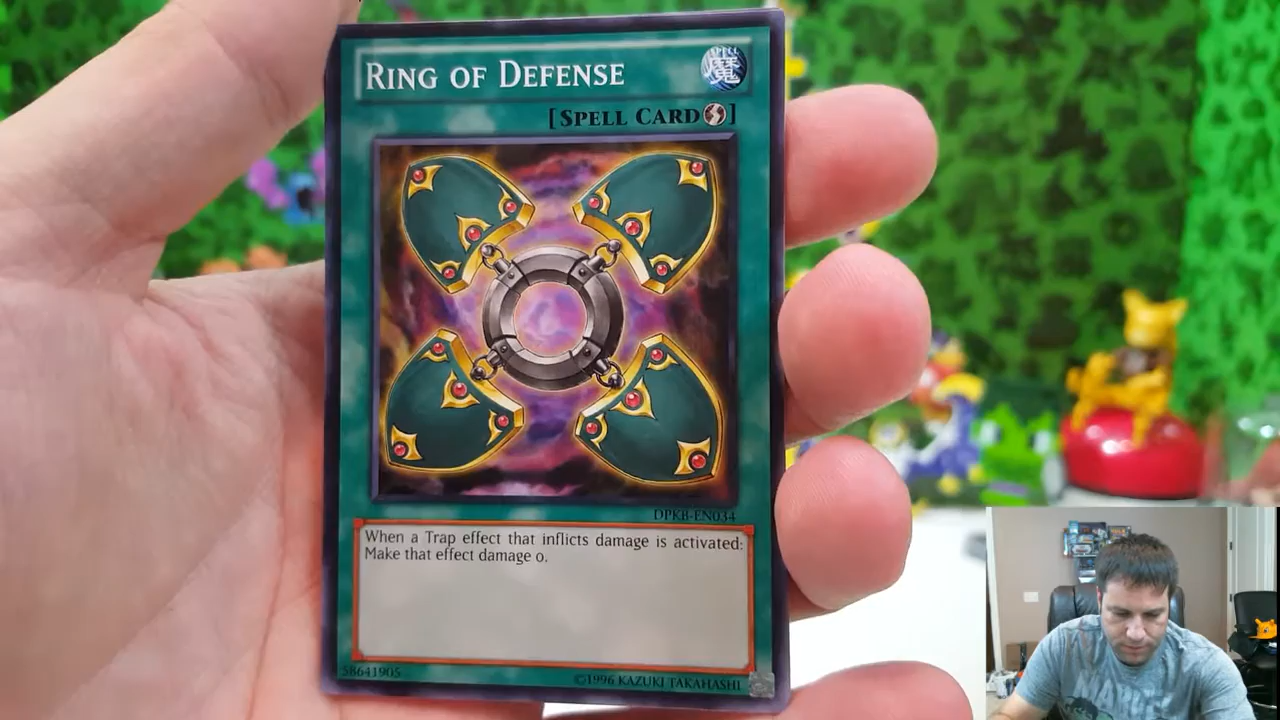 RING OF DEFENSE
SPELL
魔
[SPELL CARD]
DPKB-EN034
When a Trap effect that inflicts damage is activated:
Make that effect damage 0.
58641905
©1996 KAZUKI TAKAHASHI